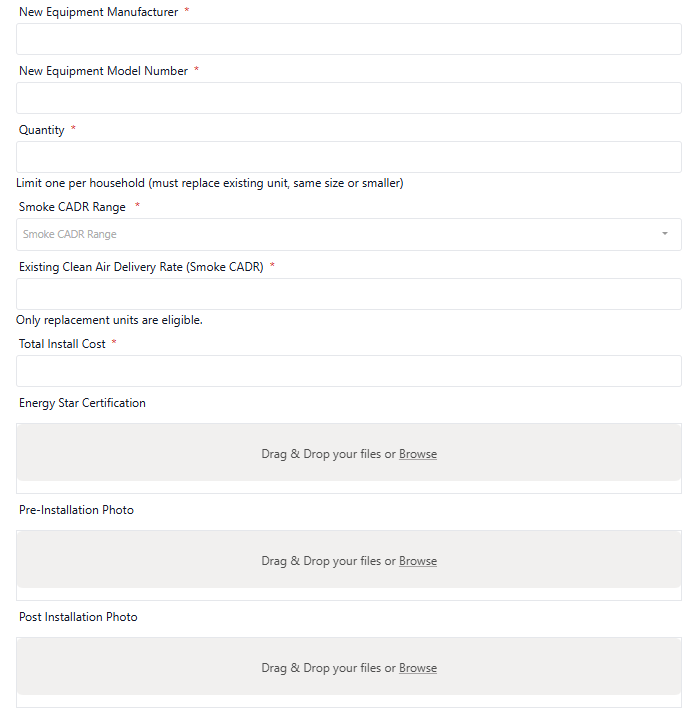 New Equipment Manufacturer *
New Equipment Model Number *
Quantity *
Limit one per household (must replace existing unit, same size or smaller)
Smoke CADR Range *
Smoke CADR Range
Existing Clean Air Delivery Rate (Smoke CADR) *
Only replacement units are eligible.
Total Install Cost *
Energy Star Certification
Drag & Drop your files or Browse
Pre-Installation Photo
Drag & Drop your files or Browse
Post Installation Photo
Drag & Drop your files or Browse